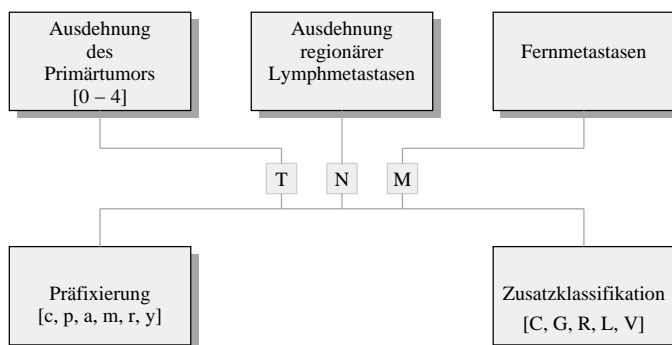 Ausdehnung
des
Primärtumors
[0 – 4]
Ausdehnung
regionärer
Lymphmetastasen
Fernmetastasen
T
N
M
Präfixierung
[c, p, a, m, r, y]
Zusatzklassifikation
[C, G, R, L, V]